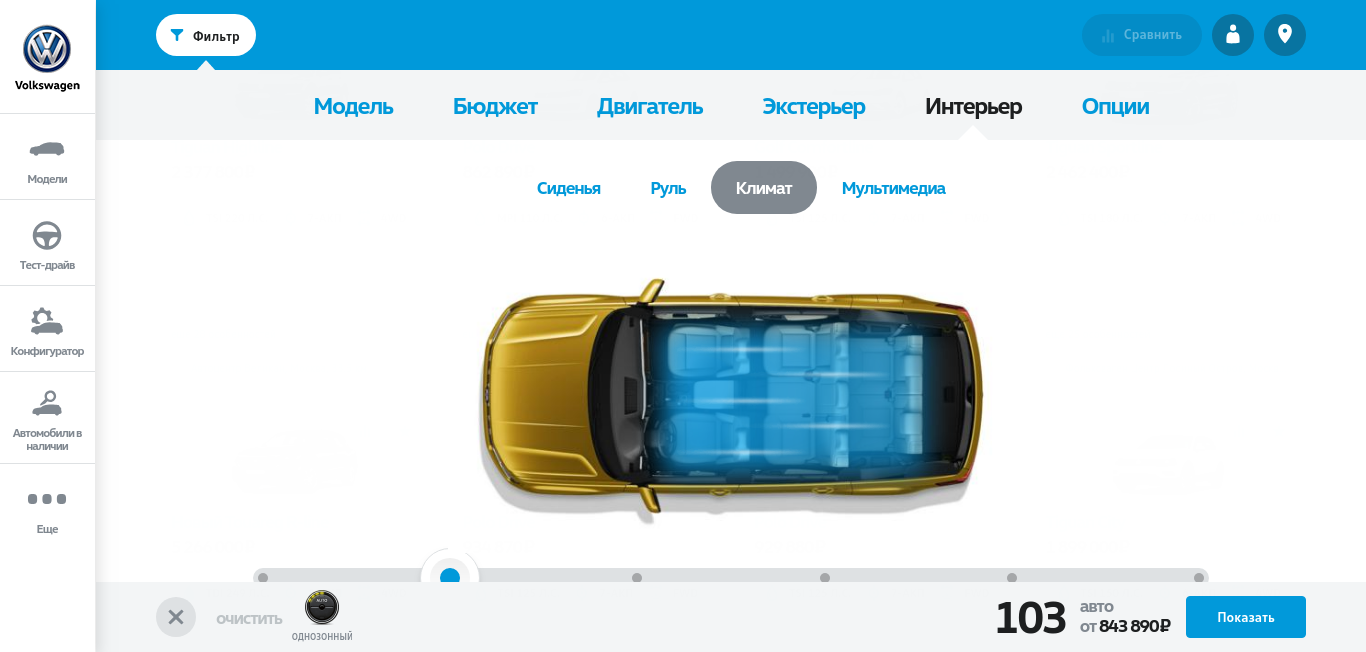 Volkswagen
Модели
Тест-драйв
Конфигуратор
Автомобили в
наличии
Еще
Фильтр
Сравнить
Модель Бюджет Двигатель Экстерьер Интерьер Опции
Сиденья Руль Климат Мультимедиа
ОЧИСТИТЬ
AUTO
однозонный
103
авто
от 843 890₽
Показать